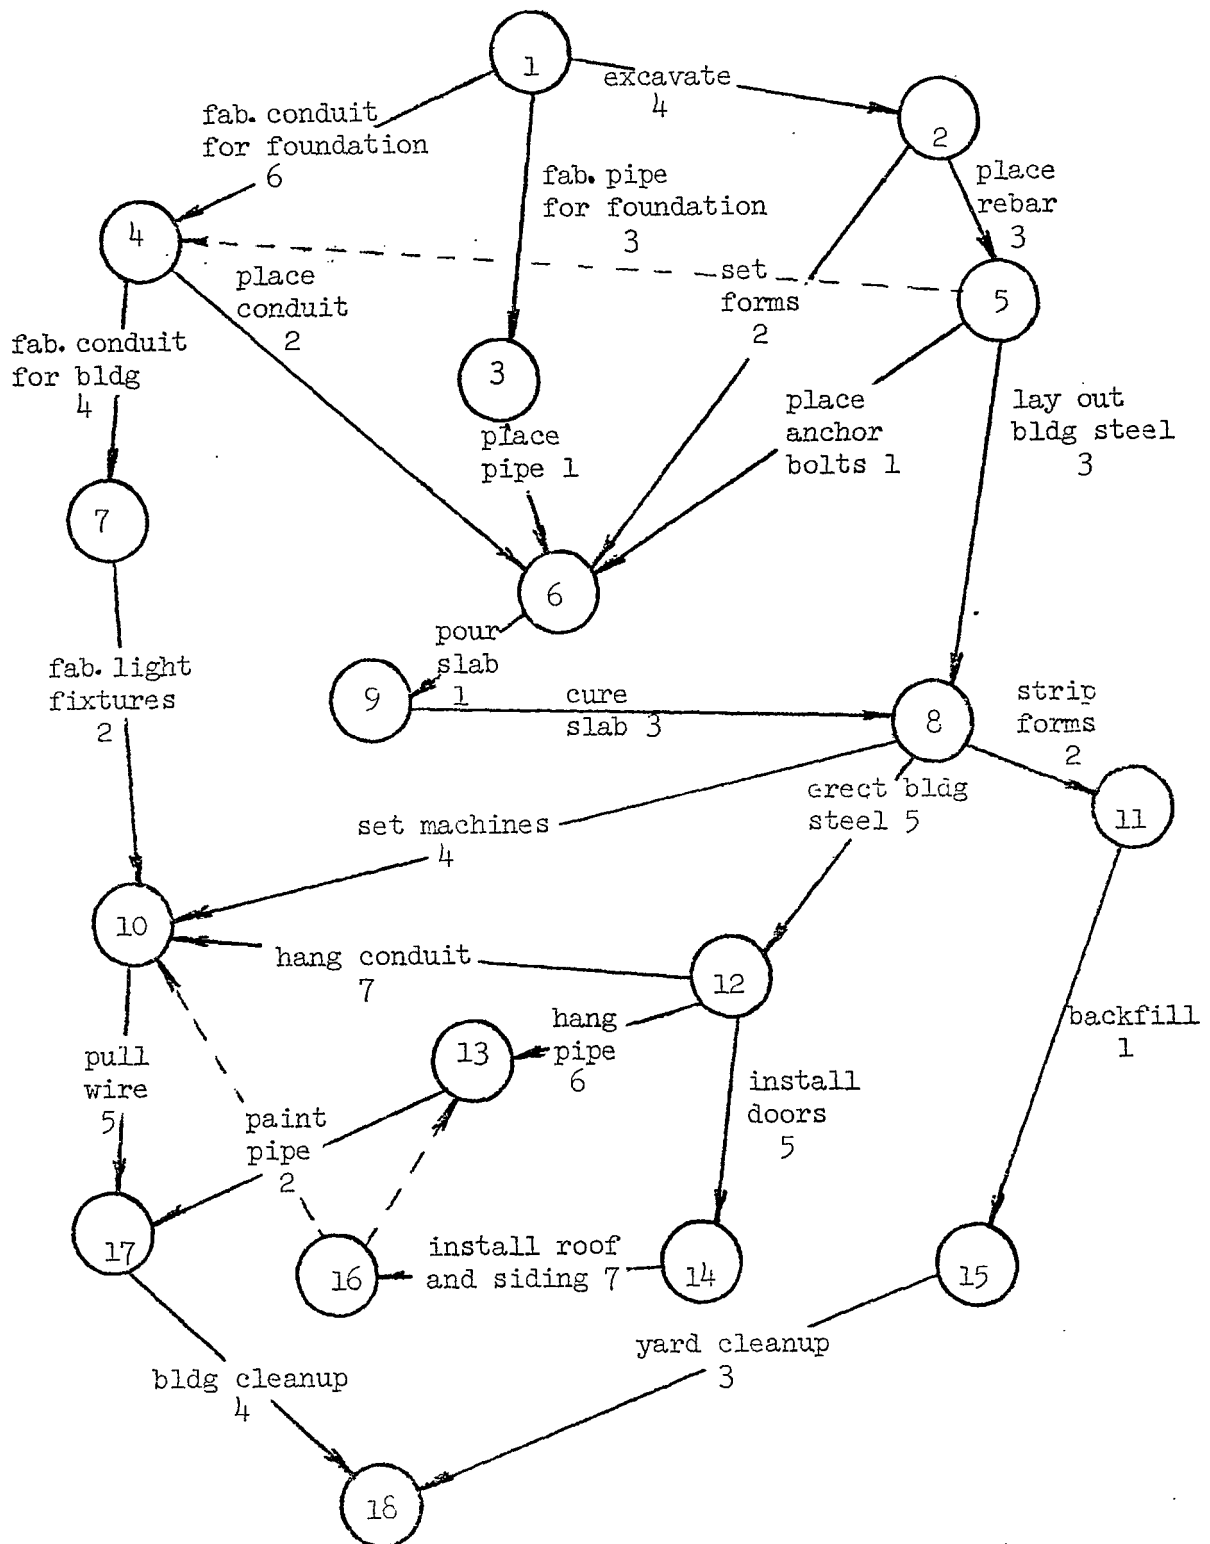 1
excavate
4
2
fab. conduit
for foundation
6
fab. pipe
for foundation
3
place
rebar
3
4
place
conduit
2
set
forms
2
5
fab. conduit
for bldg
4
3
place
pipe 1
place
anchor
bolts 1
lay out
bldg steel
3
7
6
pour
slab
1
fab. light
fixtures
2
9
cure
slab 3
8
strip
forms
2
erect bldg
steel 5
11
set machines
4
10
hang conduit
7
12
backfill
1
hang
pipe
6
13
pull
wire
5
install
doors
5
paint
pipe
2
17
16
install roof
and siding 7
14
15
yard cleanup
3
bldg cleanup
4
18